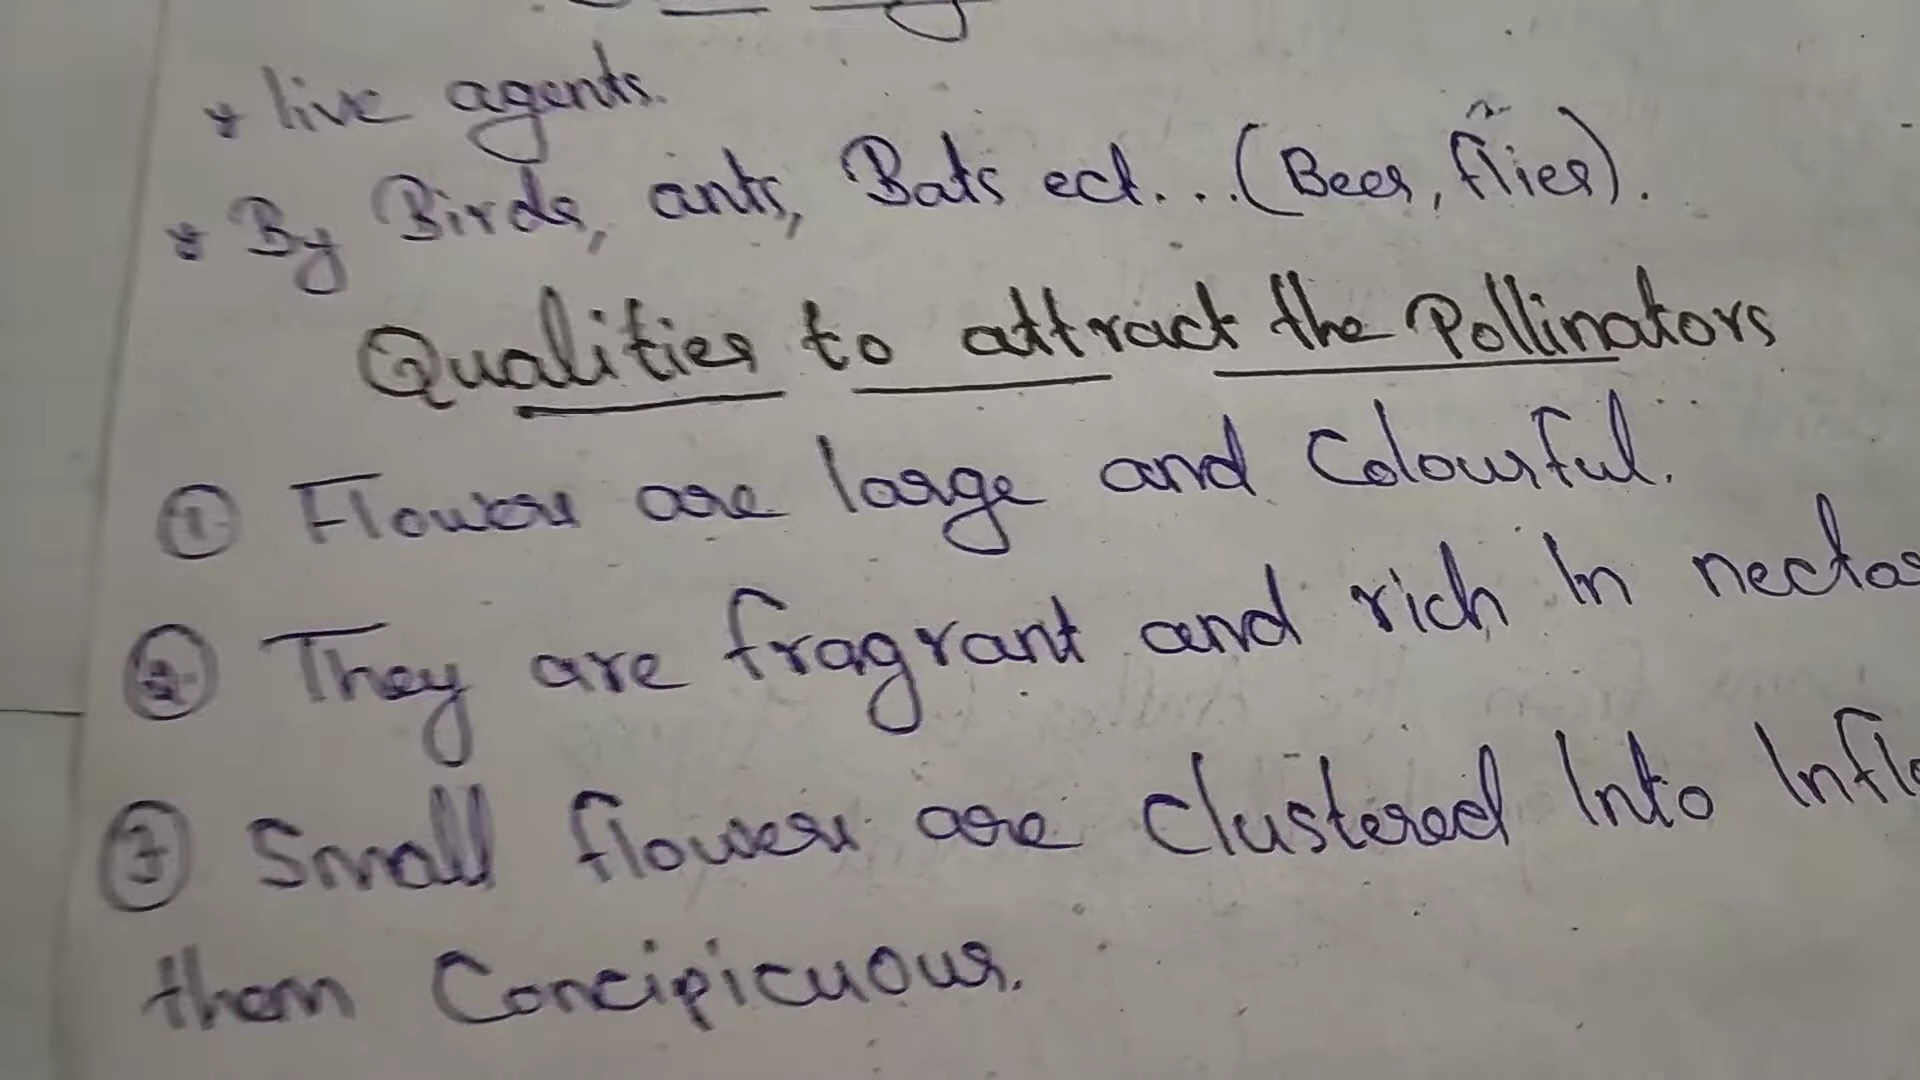 * live agents.
* By Birds, ants, Bats ect...(Bees, flies).
Qualities to attract the Pollinators
① Flowers are large and Colourful.
② They are fragrant and rich In necta
③ Small flowers are clustered Into Infl
them Concipicuous.